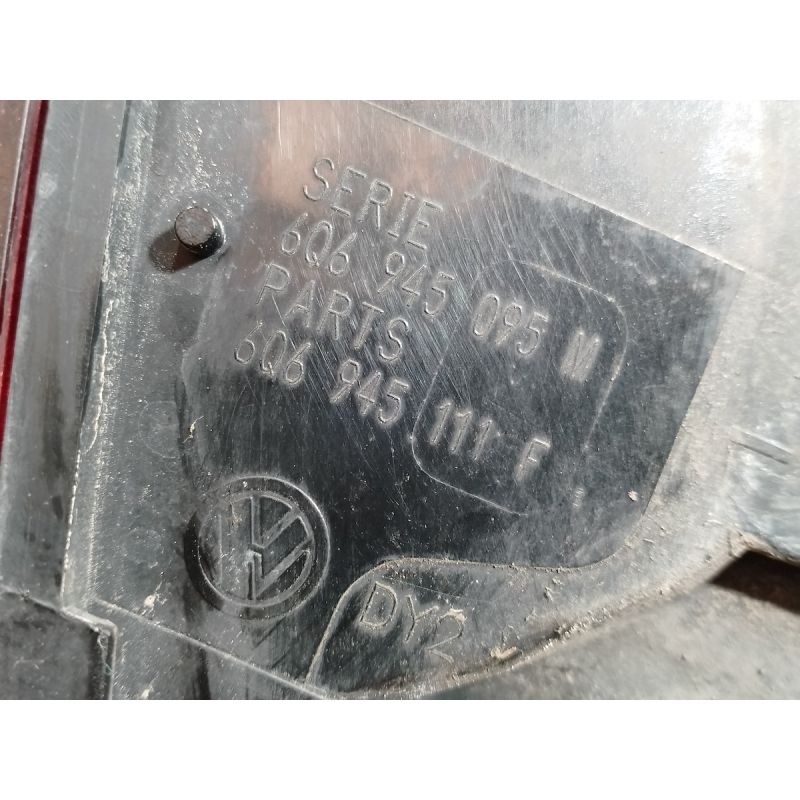 SERIE
6Q6 945 095 M
PARTS
6Q6 945 111 F
DY2